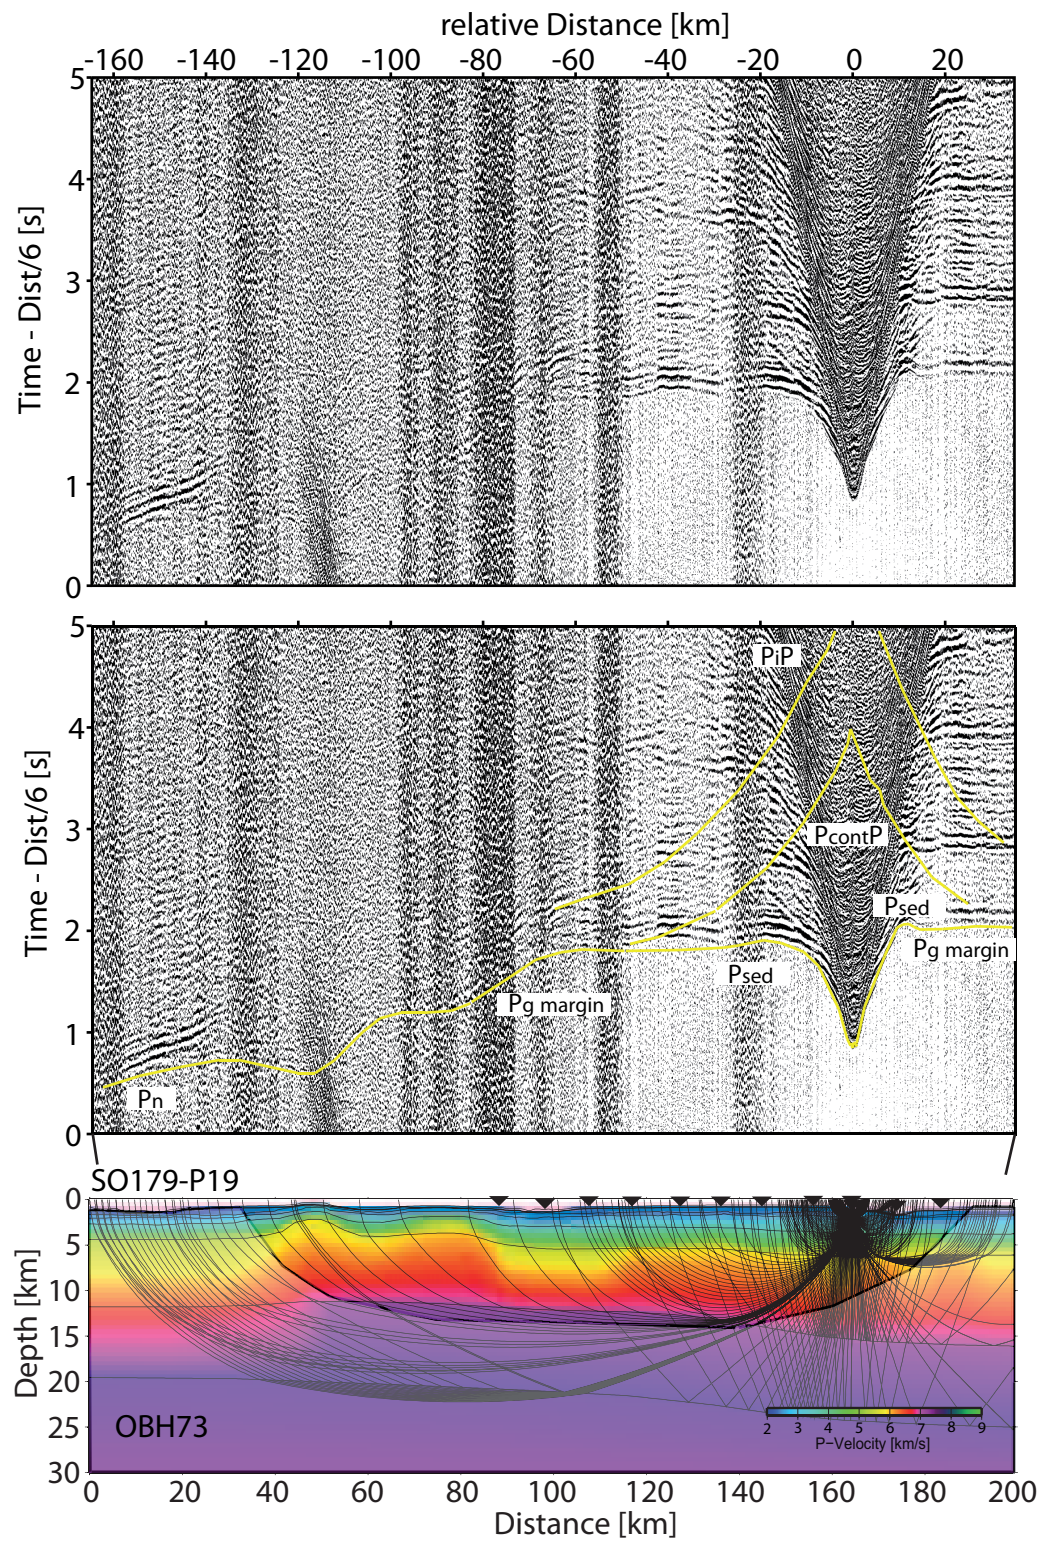 relative Distance [km]
-160 -140 -120 -100 -80 -60 -40 -20 0 20
5
4
3
2
1
0
Time - Dist/6 [s]
5
4
3
2
1
0
Time - Dist/6 [s]
PiP
PcontP
Psed
Pg margin
Psed
Pg margin
Pn
SO179-P19
0
5
10
15
20
25
30
Depth [km]
OBH73
2 3 4 5 6 7 8 9
P-Velocity [km/s]
0 20 40 60 80 100 120 140 160 180 200
Distance [km]